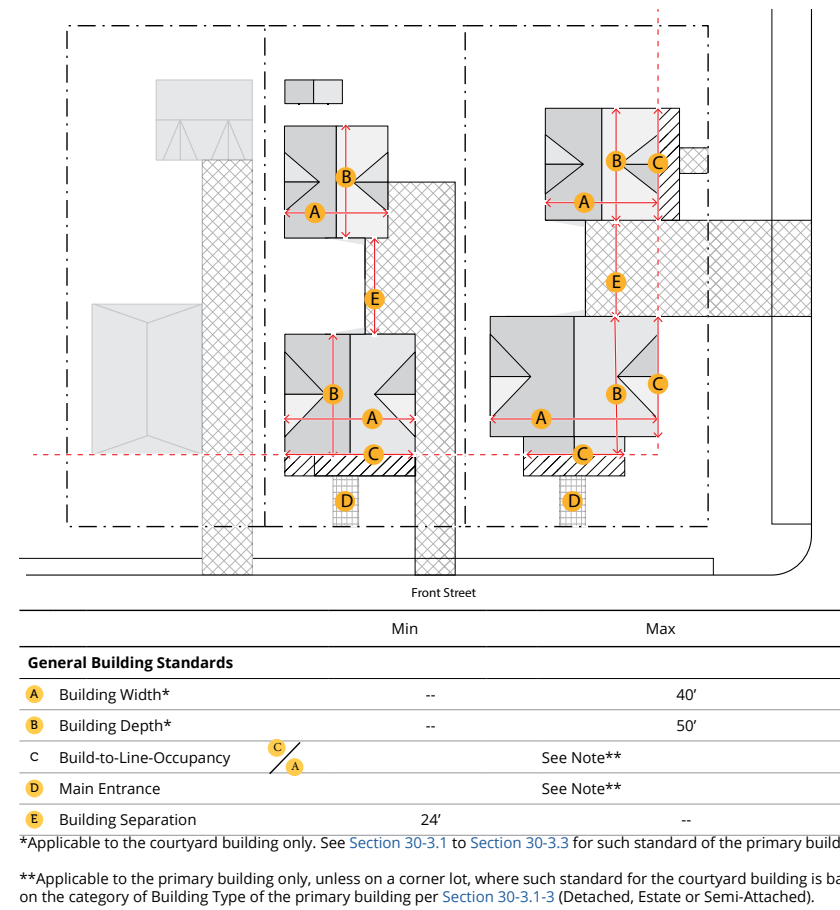 B
B
C
A
A
E
E
B
B
C
A
A
C
C
D
D
Front Street
Min Max
General Building Standards
A Building Width* -- 40’
B Building Depth* -- 50’
C Build-to-Line-Occupancy C/A See Note**
D Main Entrance See Note**
E Building Separation 24’ --
*Applicable to the courtyard building only. See Section 30-3.1 to Section 30-3.3 for such standard of the primary build
**Applicable to the primary building only, unless on a corner lot, where such standard for the courtyard building is ba
on the category of Building Type of the primary building per Section 30-3.1-3 (Detached, Estate or Semi-Attached).